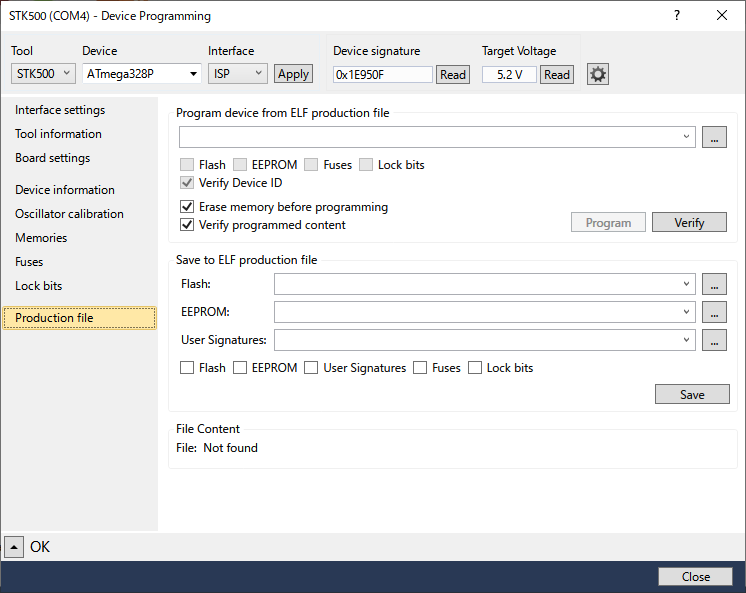 STK500 (COM4) - Device Programming ?
Tool Device Interface Device signature Target Voltage
STK500 ATmega328P ISP Apply 0x1E950F Read 5.2 V Read
Interface settings
Tool information
Board settings
Device information
Oscillator calibration
Memories
Fuses
Lock bits
Production file
Program device from ELF production file
...
Flash EEPROM Fuses Lock bits
Verify Device ID
Erase memory before programming
Verify programmed content
Program Verify
Save to ELF production file
Flash: ...
EEPROM: ...
User Signatures: ...
Flash EEPROM User Signatures Fuses Lock bits
Save
File Content
File: Not found
OK
Close